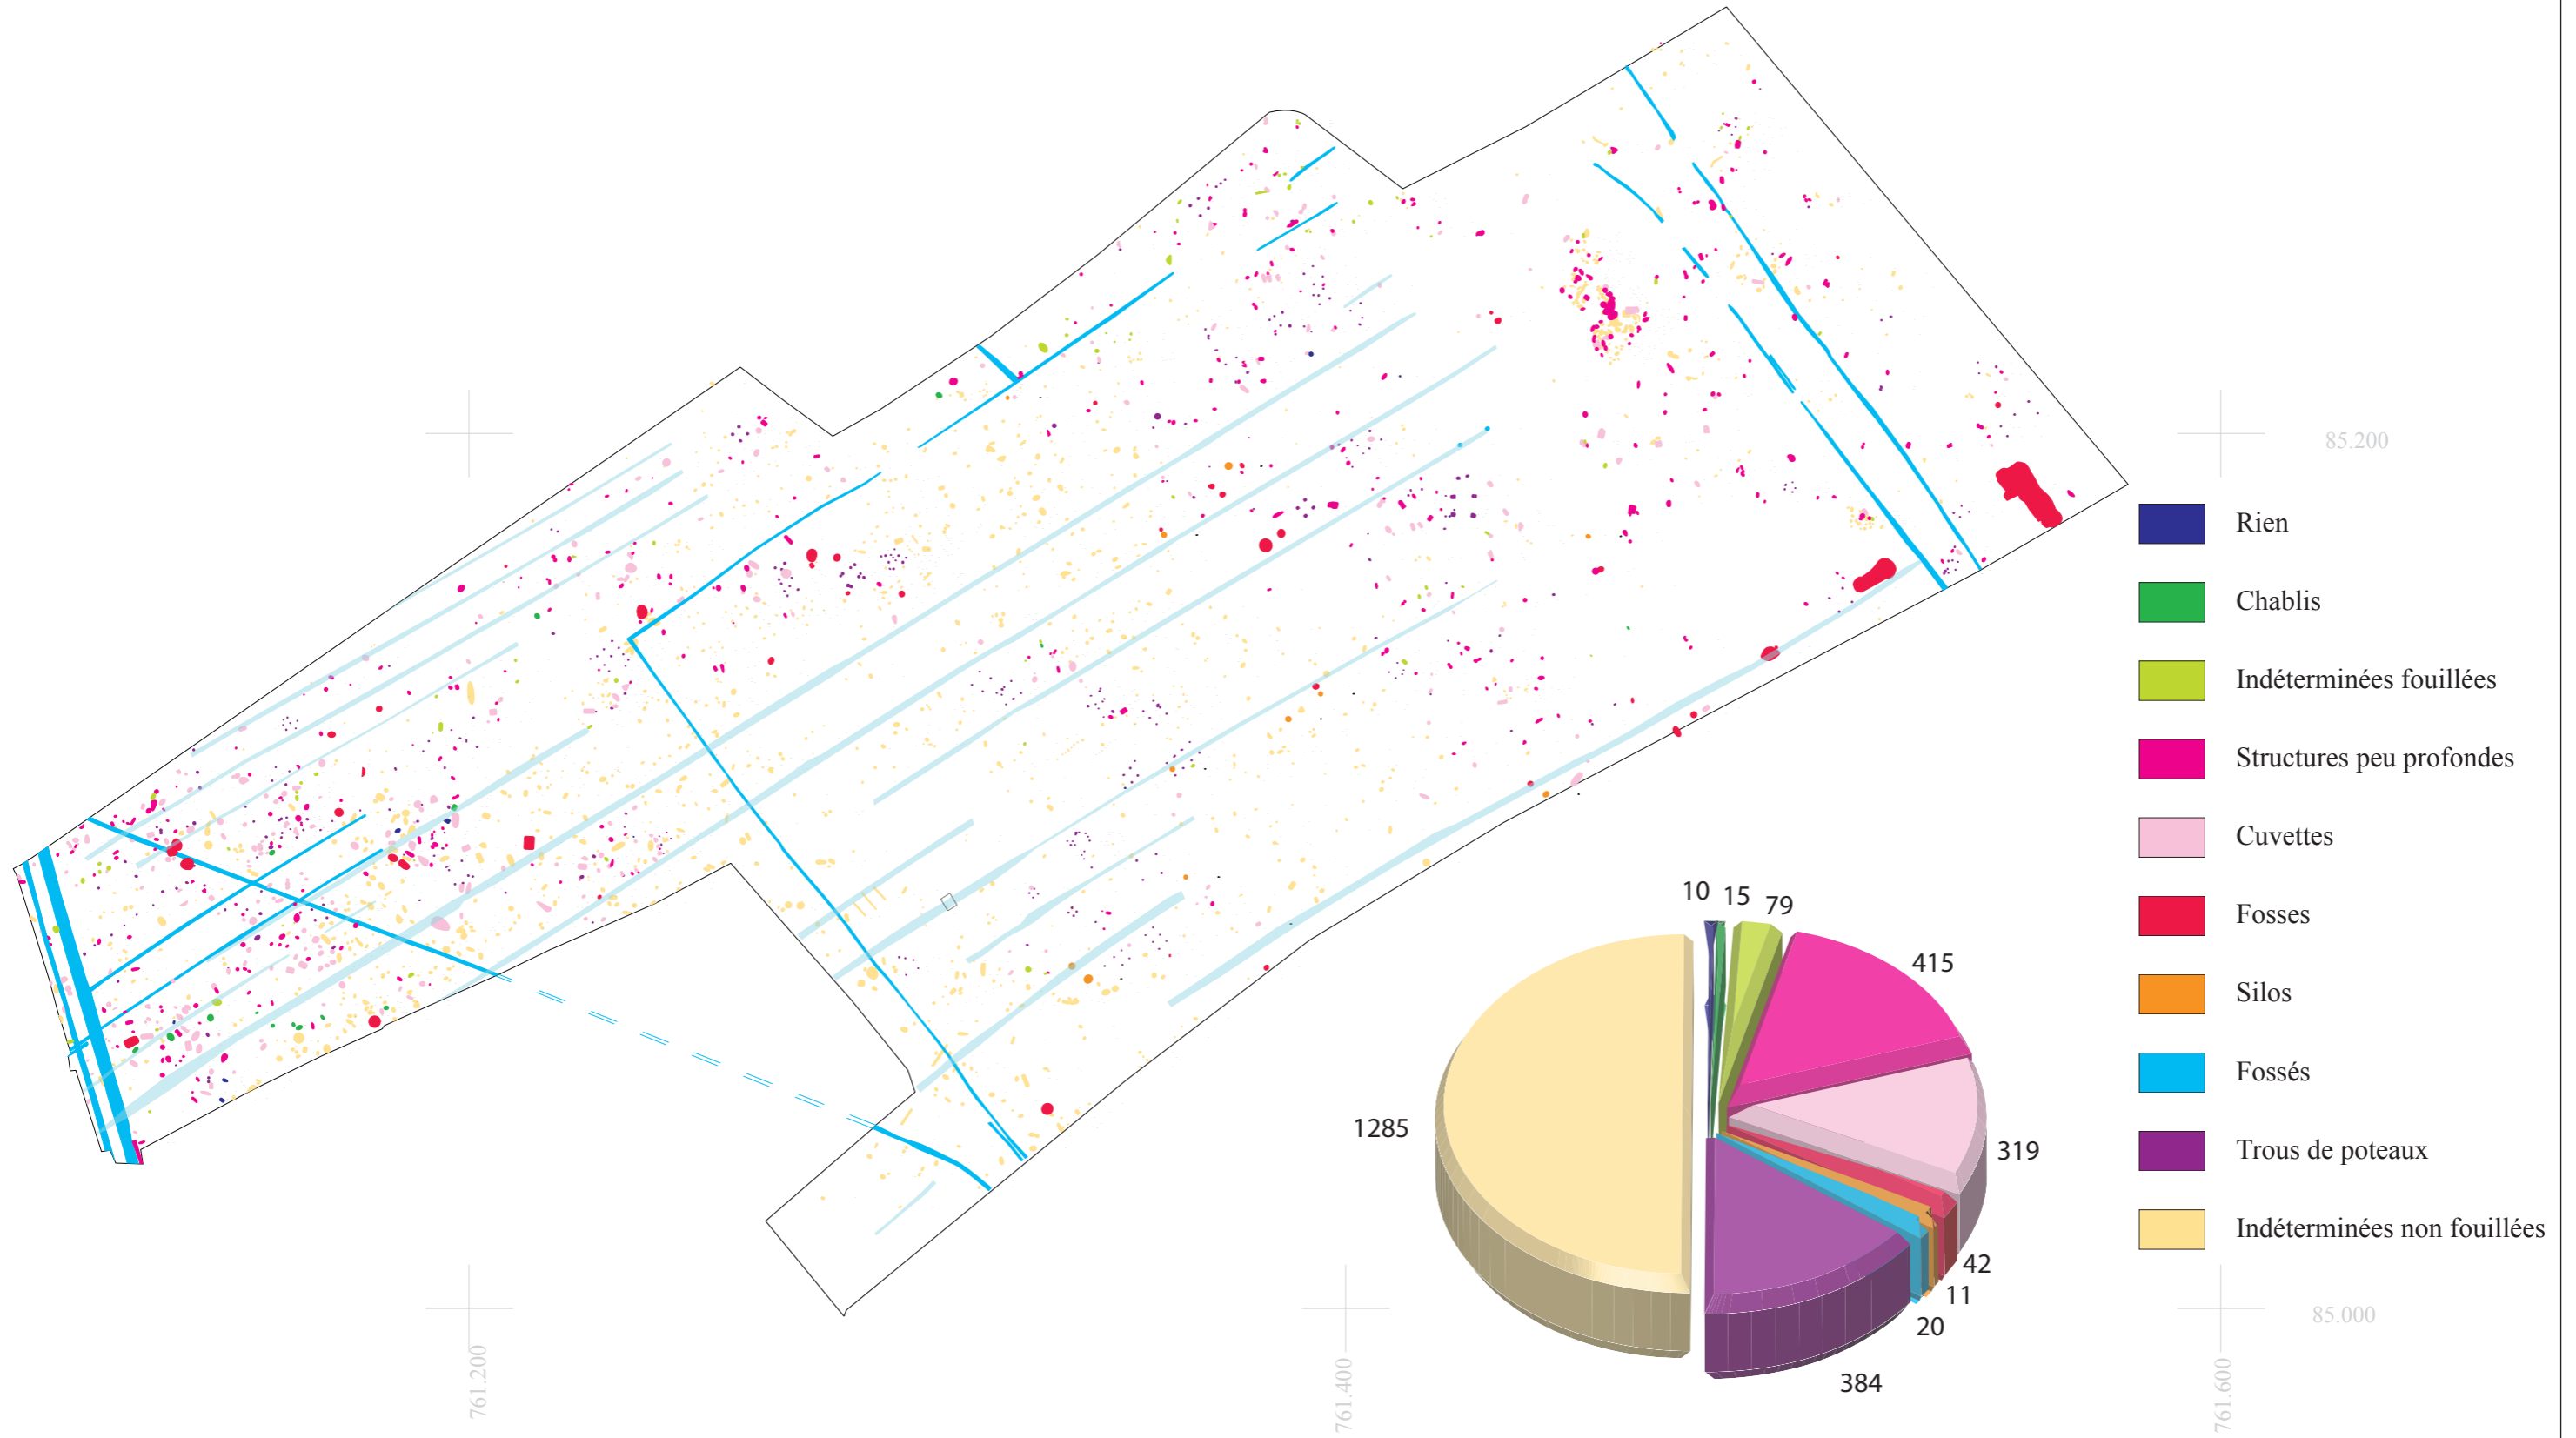 85.200
Rien
Chablis
Indéterminées fouillées
Structures peu profondes
Cuvettes
Fosses
Silos
Fossés
Trous de poteaux
Indéterminées non fouillées
10
15
79
415
319
42
11
20
384
1285
85.000
761.200
761.400
761.600